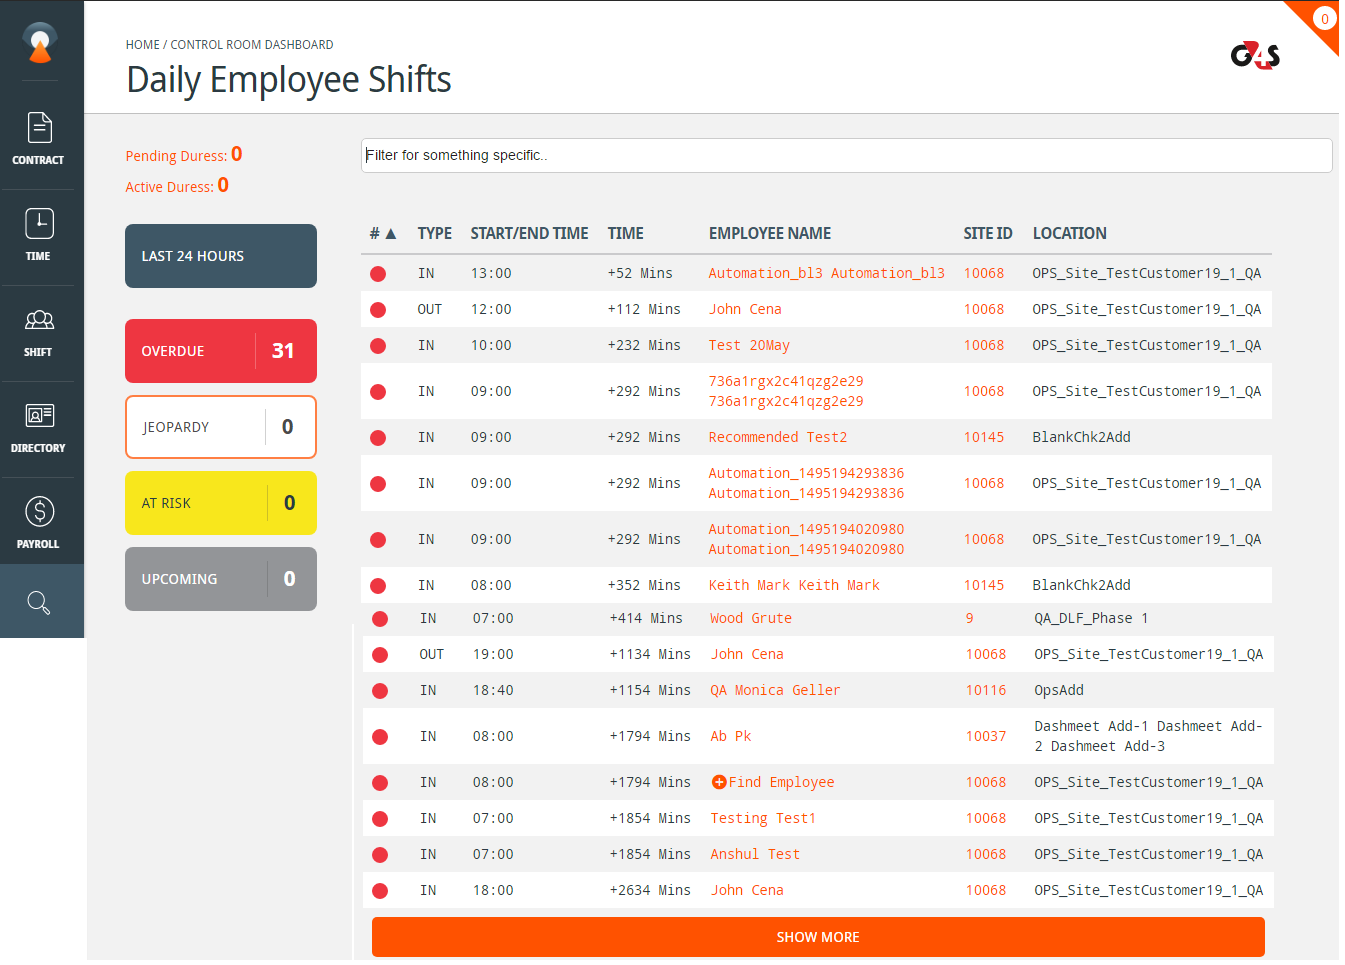 0
HOME / CONTROL ROOM DASHBOARD
Daily Employee Shifts
G4S
CONTRACT
TIME
SHIFT
DIRECTORY
PAYROLL
Pending Duress: 0
Active Duress: 0
LAST 24 HOURS
OVERDUE 31
JEOPARDY 0
AT RISK 0
UPCOMING 0
Filter for something specific..
# ▲ TYPE START/END TIME TIME EMPLOYEE NAME SITE ID LOCATION
IN 13:00 +52 Mins Automation_bl3 Automation_bl3 10068 OPS_Site_TestCustomer19_1_QA
OUT 12:00 +112 Mins John Cena 10068 OPS_Site_TestCustomer19_1_QA
IN 10:00 +232 Mins Test 20May 10068 OPS_Site_TestCustomer19_1_QA
IN 09:00 +292 Mins 736a1rgx2c41qzg2e29 10068 OPS_Site_TestCustomer19_1_QA
736a1rgx2c41qzg2e29
IN 09:00 +292 Mins Recommended Test2 10145 BlankChk2Add
IN 09:00 +292 Mins Automation_1495194293836 10068 OPS_Site_TestCustomer19_1_QA
Automation_1495194293836
IN 09:00 +292 Mins Automation_1495194020980 10068 OPS_Site_TestCustomer19_1_QA
Automation_1495194020980
IN 08:00 +352 Mins Keith Mark Keith Mark 10145 BlankChk2Add
IN 07:00 +414 Mins Wood Grute 9 QA_DLF_Phase 1
OUT 19:00 +1134 Mins John Cena 10068 OPS_Site_TestCustomer19_1_QA
IN 18:40 +1154 Mins QA Monica Geller 10116 OpsAdd
IN 08:00 +1794 Mins Ab Pk 10037 Dashmeet Add-1 Dashmeet Add-
2 Dashmeet Add-3
IN 08:00 +1794 Mins Find Employee 10068 OPS_Site_TestCustomer19_1_QA
IN 07:00 +1854 Mins Testing Test1 10068 OPS_Site_TestCustomer19_1_QA
IN 07:00 +1854 Mins Anshul Test 10068 OPS_Site_TestCustomer19_1_QA
IN 18:00 +2634 Mins John Cena 10068 OPS_Site_TestCustomer19_1_QA
SHOW MORE